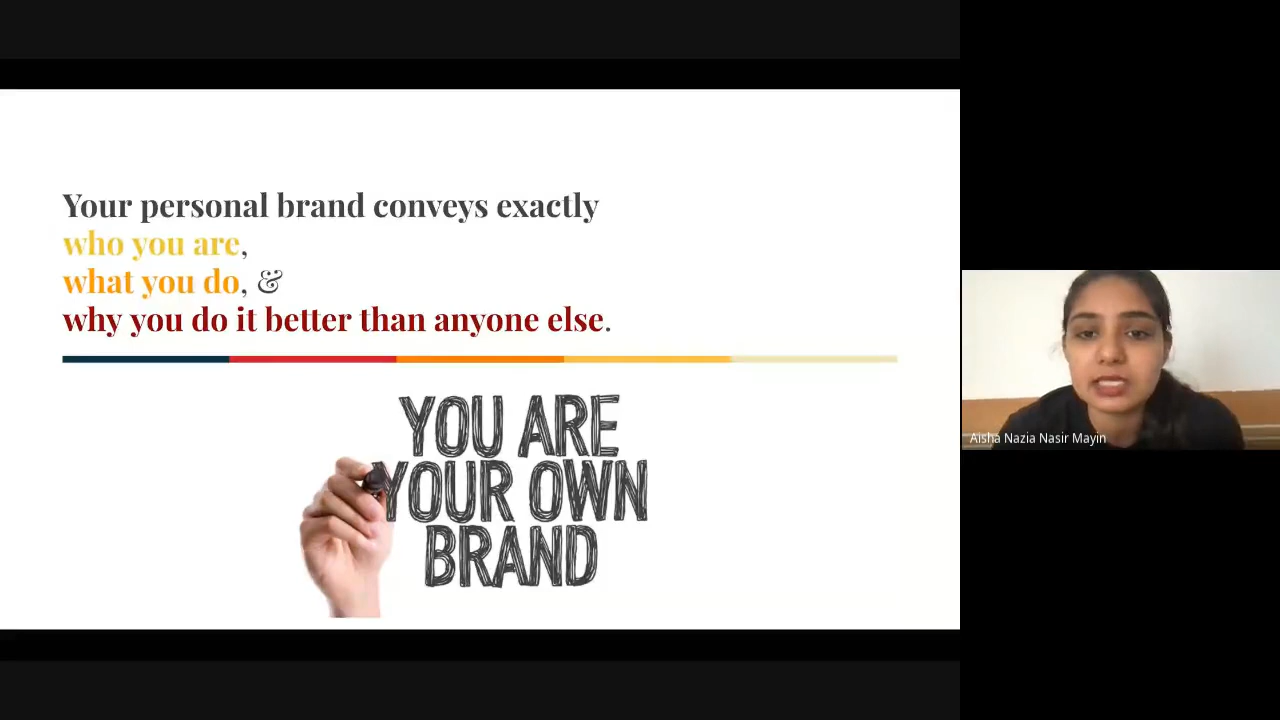 Your personal brand conveys exactly
who you are,
what you do, &
why you do it better than anyone else.
YOU ARE
YOUR OWN
BRAND
Aisha Nazia Nasir Mayin